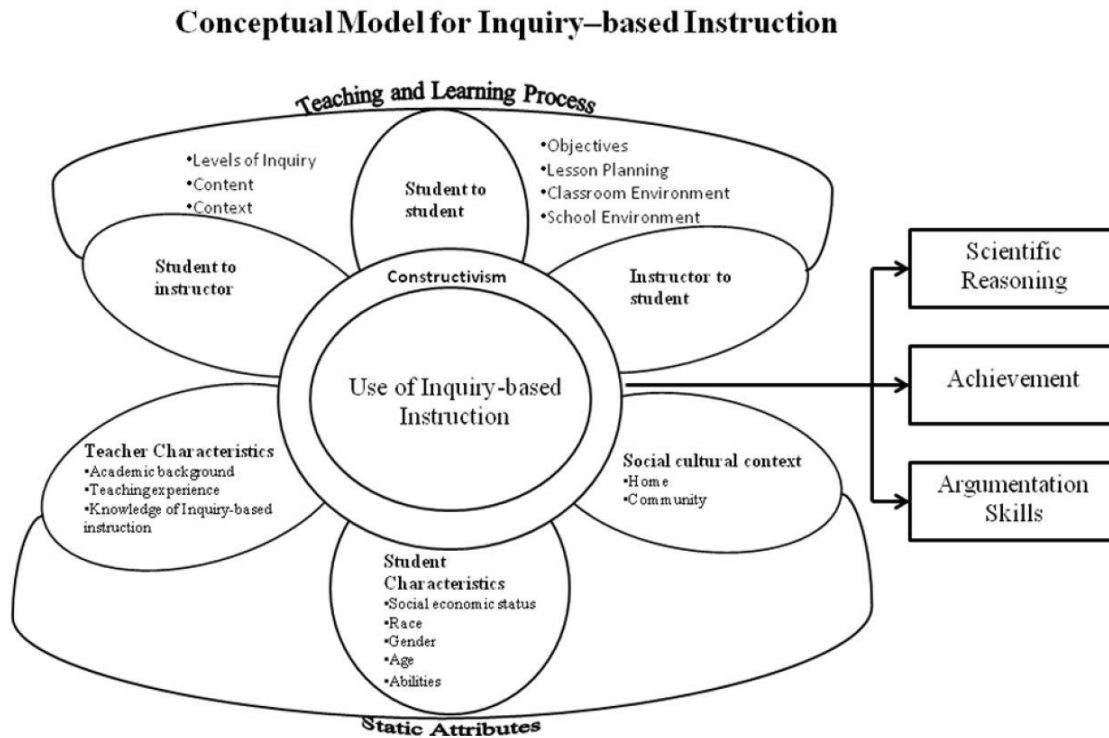 Conceptual Model for Inquiry–based Instruction
Teaching and Learning Process
•Levels of Inquiry
•Content
•Context
Student to
student
•Objectives
•Lesson Planning
•Classroom Environment
•School Environment
Student to
instructor
Constructivism
Instructor to
student
Use of Inquiry-based
Instruction
Scientific
Reasoning
Achievement
Argumentation
Skills
Teacher Characteristics
•Academic background
•Teaching experience
•Knowledge of Inquiry-based
instruction
Social cultural context
•Home
•Community
Student
Characteristics
•Social economic status
•Race
•Gender
•Age
•Abilities
Static Attributes